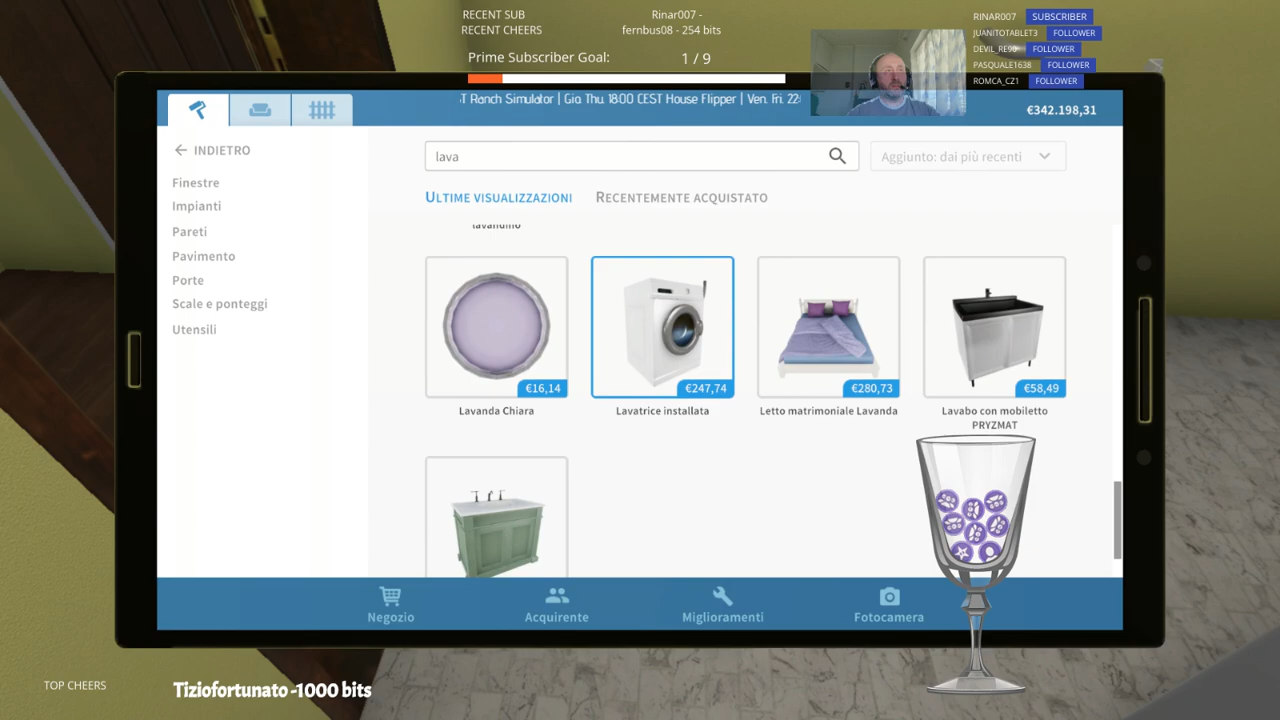 RECENT SUB
Rinar007 -
RECENT CHEERS
fernbus08 - 254 bits
Prime Subscriber Goal:
1 / 9
RINAR007 SUBSCRIBER
JUANITOTABLET3 FOLLOWER
FOLLOWER
PASQUALE1638 FOLLOWER
ROMCA_CZ1 FOLLOWER
T Ranch Simulator | Gio. Thu. 18:00 CEST House Flipper | Ven. Fri. 22:
€342.198,31
INDIETRO
Finestre
Impianti
Pareti
Pavimento
Porte
Scale e ponteggi
Utensili
lava
Aggiunto: dai più recenti
ULTIME VISUALIZZAZIONI
RECENTEMENTE ACQUISTATO
lavandino
€16,14
€247,74
€280,73
€58,49
Lavanda Chiara
Lavatrice installata
Letto matrimoniale Lavanda
Lavabo con mobiletto
PRYZMAT
Negozio
Acquirente
Miglioramenti
Fotocamera
TOP CHEERS
Tiziofortunato -1000 bits